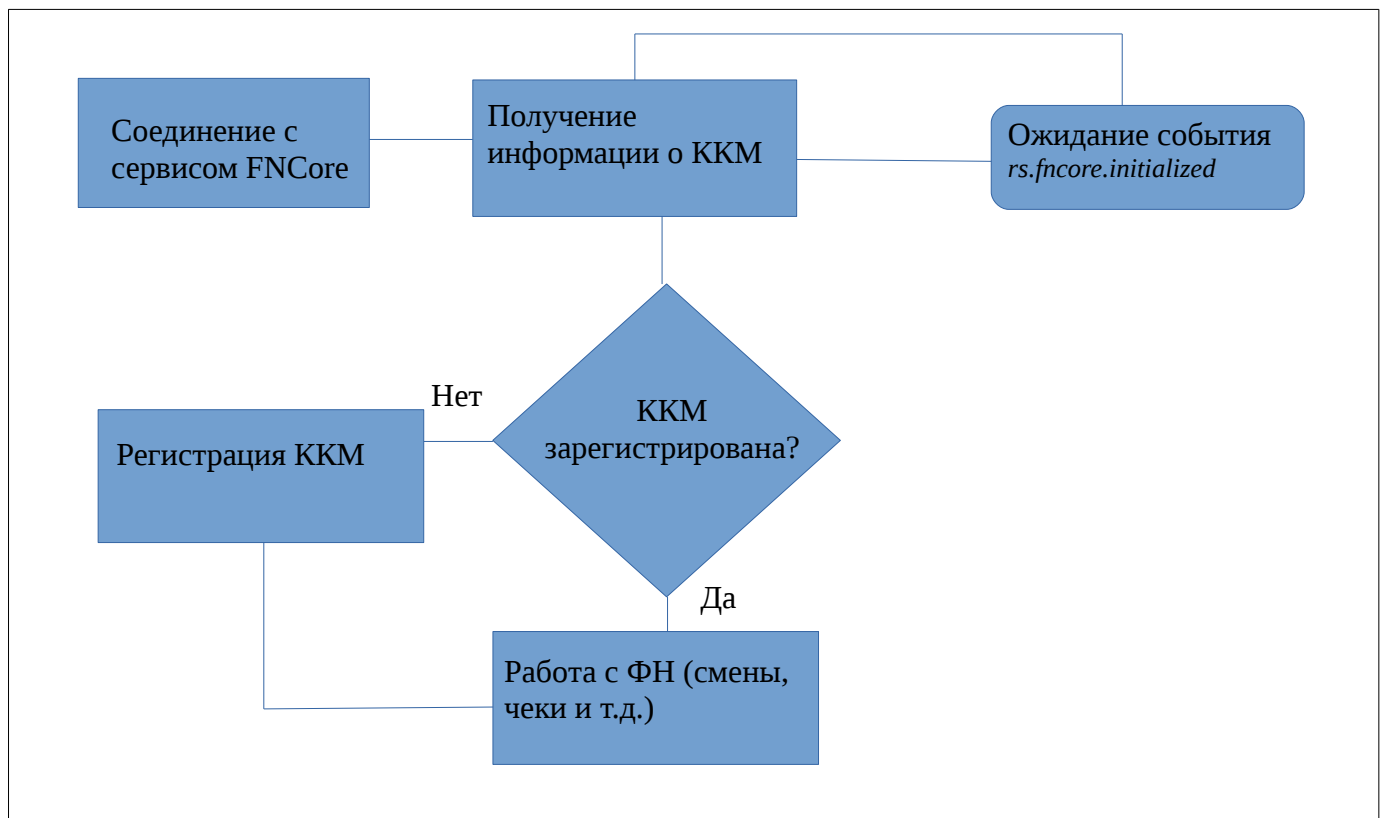 Соединение с
сервисом FNCore
Получение
информации о ККМ
Ожидание события
rs.fncore.initialized
Нет
ККМ
зарегистрирована?
Регистрация ККМ
Да
Работа с ФН (смены,
чеки и т.д.)